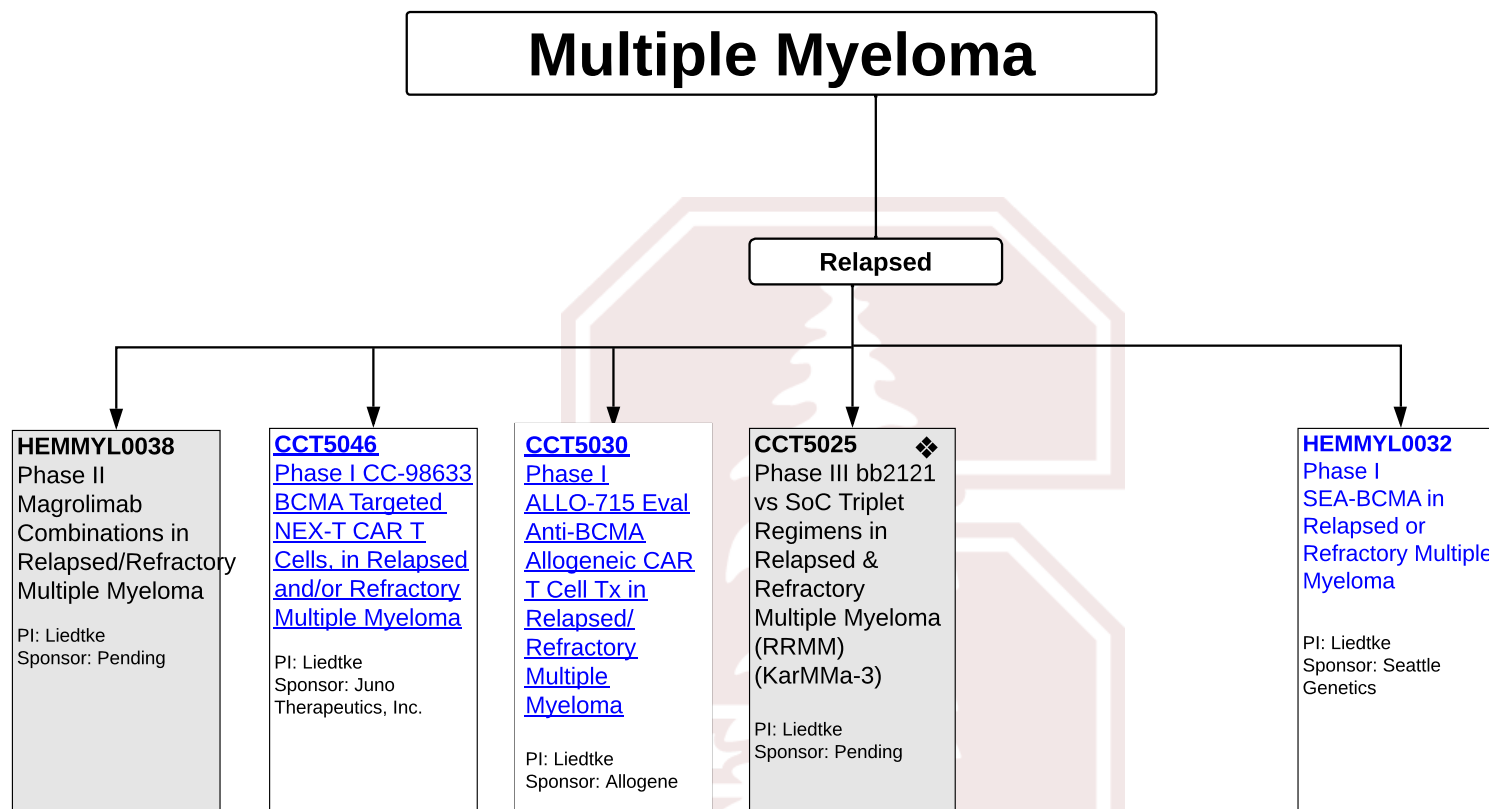 Multiple Myeloma
Relapsed
HEMMYL0038
Phase II
Magrolimab
Combinations in
Relapsed/Refractory
Multiple Myeloma
PI: Liedtke
Sponsor: Pending
CCT5046
Phase I CC-98633
BCMA Targeted
NEX-T CAR T
Cells, in Relapsed
and/or Refractory
Multiple Myeloma
PI: Liedtke
Sponsor: Juno
Therapeutics, Inc.
CCT5030
Phase I
ALLO-715 Eval
Anti-BCMA
Allogeneic CAR
T Cell Tx in
Relapsed/
Refractory
Multiple
Myeloma
PI: Liedtke
Sponsor: Allogene
CCT5025 ❖
Phase III bb2121
vs SoC Triplet
Regimens in
Relapsed &
Refractory
Multiple Myeloma
(RRMM)
(KarMMa-3)
PI: Liedtke
Sponsor: Pending
HEMMYL0032
Phase I
SEA-BCMA in
Relapsed or
Refractory Multiple
Myeloma
PI: Liedtke
Sponsor: Seattle
Genetics